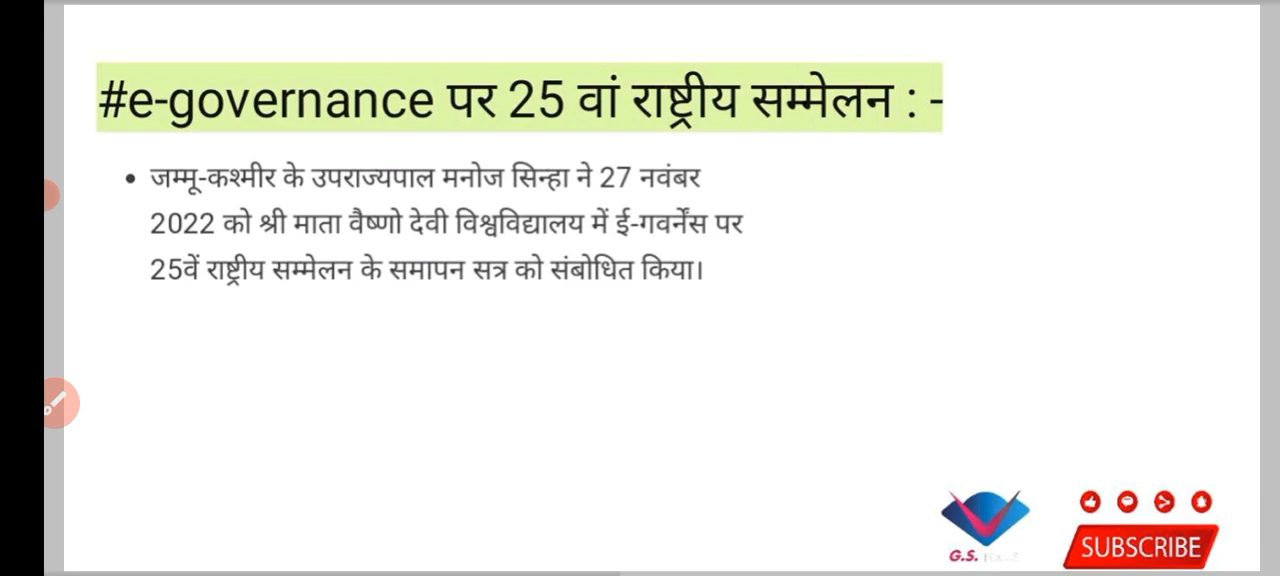 #e-governance पर 25 वां राष्ट्रीय सम्मेलन : -
• जम्मू-कश्मीर के उपराज्यपाल मनोज सिन्हा ने 27 नवंबर
2022 को श्री माता वैष्णो देवी विश्वविद्यालय में ई-गवर्नेंस पर
25वें राष्ट्रीय सम्मेलन के समापन सत्र को संबोधित किया।
G.S.
SUBSCRIBE